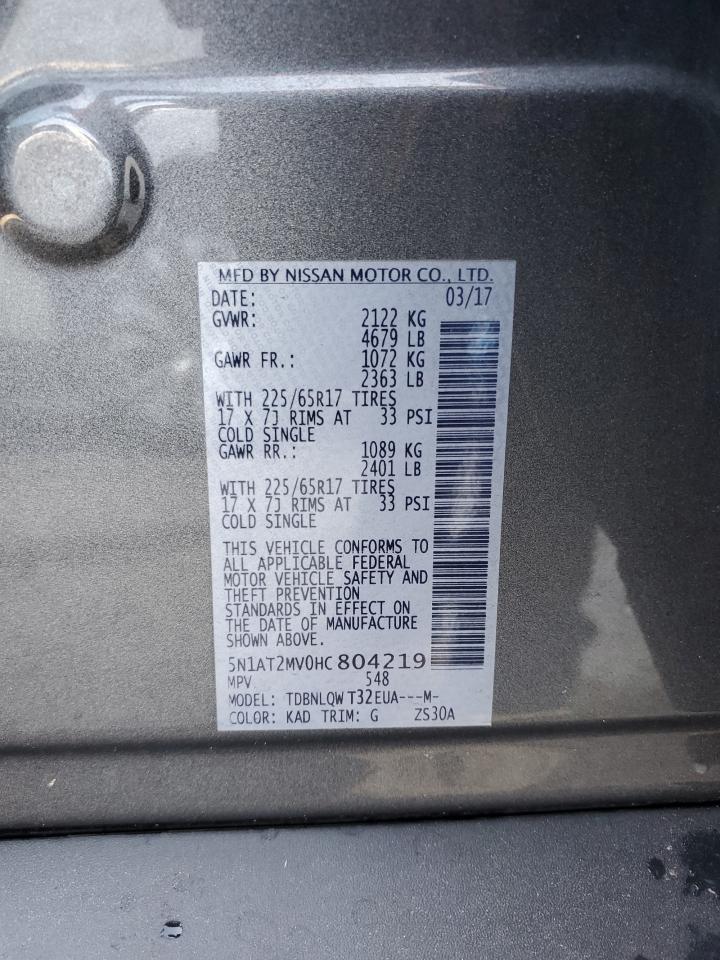 MFD BY NISSAN MOTOR CO., LTD.
DATE: 03/17
GVWR: 2122 KG
4679 LB
GAWR FR.: 1072 KG
2363 LB
WITH 225/65R17 TIRES
17 X 7J RIMS AT 33 PSI
COLD SINGLE
GAWR RR.: 1089 KG
2401 LB
WITH 225/65R17 TIRES
17 X 7J RIMS AT 33 PSI
COLD SINGLE
THIS VEHICLE CONFORMS TO
ALL APPLICABLE FEDERAL
MOTOR VEHICLE SAFETY AND
THEFT PREVENTION
STANDARDS IN EFFECT ON
THE DATE OF MANUFACTURE
SHOWN ABOVE.
5N1AT2MV0HC804219
MPV 548
MODEL: TDBNLQW T32EUA---M-
COLOR: KAD TRIM: G ZS30A